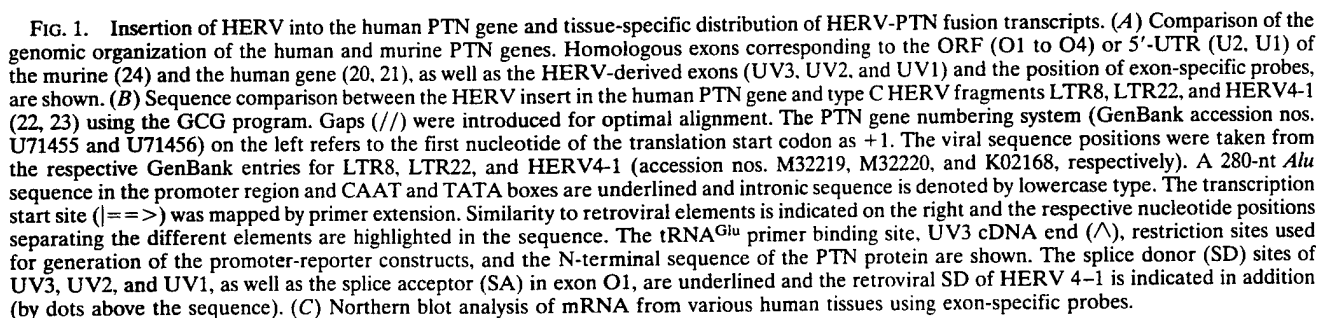 FIG. 1. Insertion of HERV into the human PTN gene and tissue-specific distribution of HERV-PTN fusion transcripts. (A) Comparison of the
genomic organization of the human and murine PTN genes. Homologous exons corresponding to the ORF (O1 to O4) or 5′-UTR (U2, U1) of
the murine (24) and the human gene (20, 21), as well as the HERV-derived exons (UV3, UV2, and UV1) and the position of exon-specific probes,
are shown. (B) Sequence comparison between the HERV insert in the human PTN gene and type C HERV fragments LTR8, LTR22, and HERV4-1
(22, 23) using the GCG program. Gaps (//) were introduced for optimal alignment. The PTN gene numbering system (GenBank accession nos.
U71455 and U71456) on the left refers to the first nucleotide of the translation start codon as +1. The viral sequence positions were taken from
the respective GenBank entries for LTR8, LTR22, and HERV4-1 (accession nos. M32219, M32220, and K02168, respectively). A 280-nt Alu
sequence in the promoter region and CAAT and TATA boxes are underlined and intronic sequence is denoted by lowercase type. The transcription
start site (|==>) was mapped by primer extension. Similarity to retroviral elements is indicated on the right and the respective nucleotide positions
separating the different elements are highlighted in the sequence. The tRNAGlu primer binding site, UV3 cDNA end (∧), restriction sites used
for generation of the promoter-reporter constructs, and the N-terminal sequence of the PTN protein are shown. The splice donor (SD) sites of
UV3, UV2, and UV1, as well as the splice acceptor (SA) in exon O1, are underlined and the retroviral SD of HERV 4–1 is indicated in addition
(by dots above the sequence). (C) Northern blot analysis of mRNA from various human tissues using exon-specific probes.